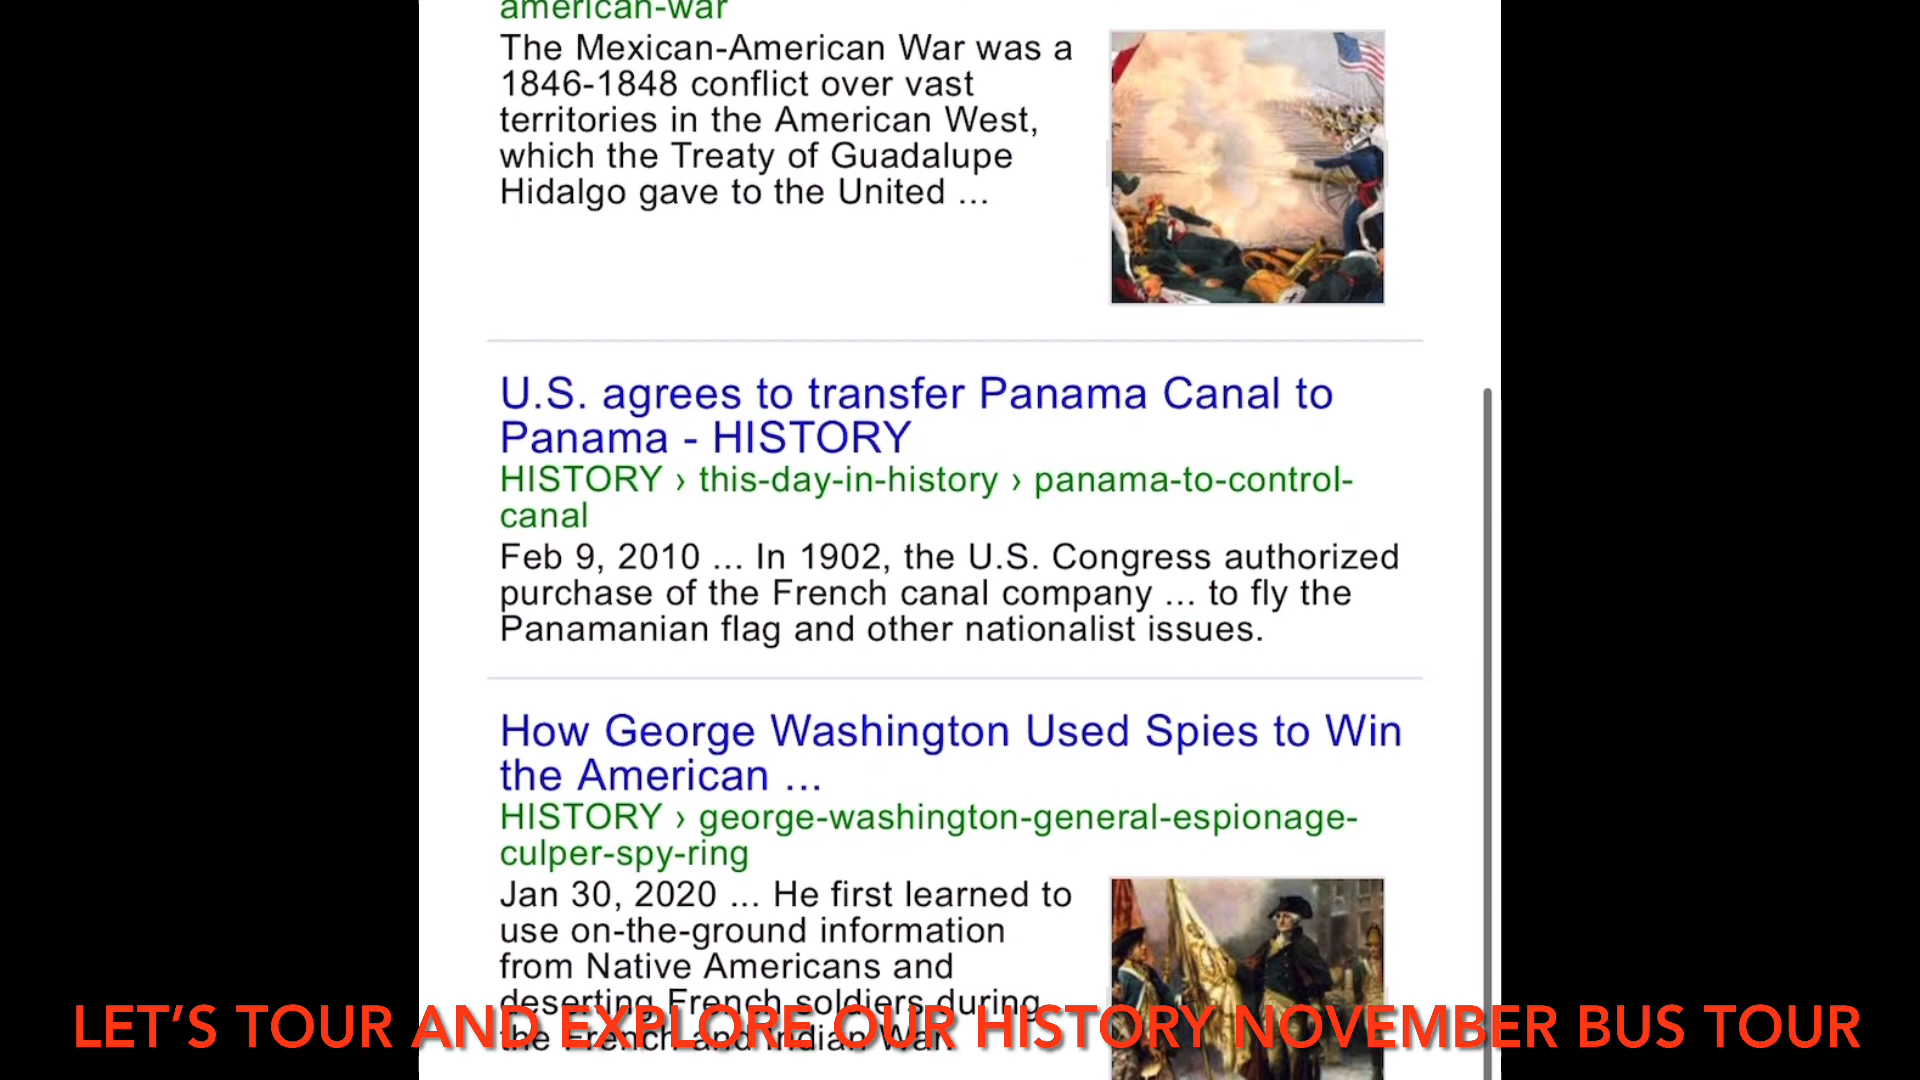 american-war
The Mexican-American War was a
1846-1848 conflict over vast
territories in the American West,
which the Treaty of Guadalupe
Hidalgo gave to the United ...
U.S. agrees to transfer Panama Canal to
Panama - HISTORY
HISTORY › this-day-in-history › panama-to-control-
canal
Feb 9, 2010 ... In 1902, the U.S. Congress authorized
purchase of the French canal company ... to fly the
Panamanian flag and other nationalist issues.
How George Washington Used Spies to Win
the American ...
HISTORY › george-washington-general-espionage-
culper-spy-ring
Jan 30, 2020 ... He first learned to
use on-the-ground information
from Native Americans and
deserting French soldiers during
the French and Indian War.
LET'S TOUR AND EXPLORE OUR HISTORY NOVEMBER BUS TOUR